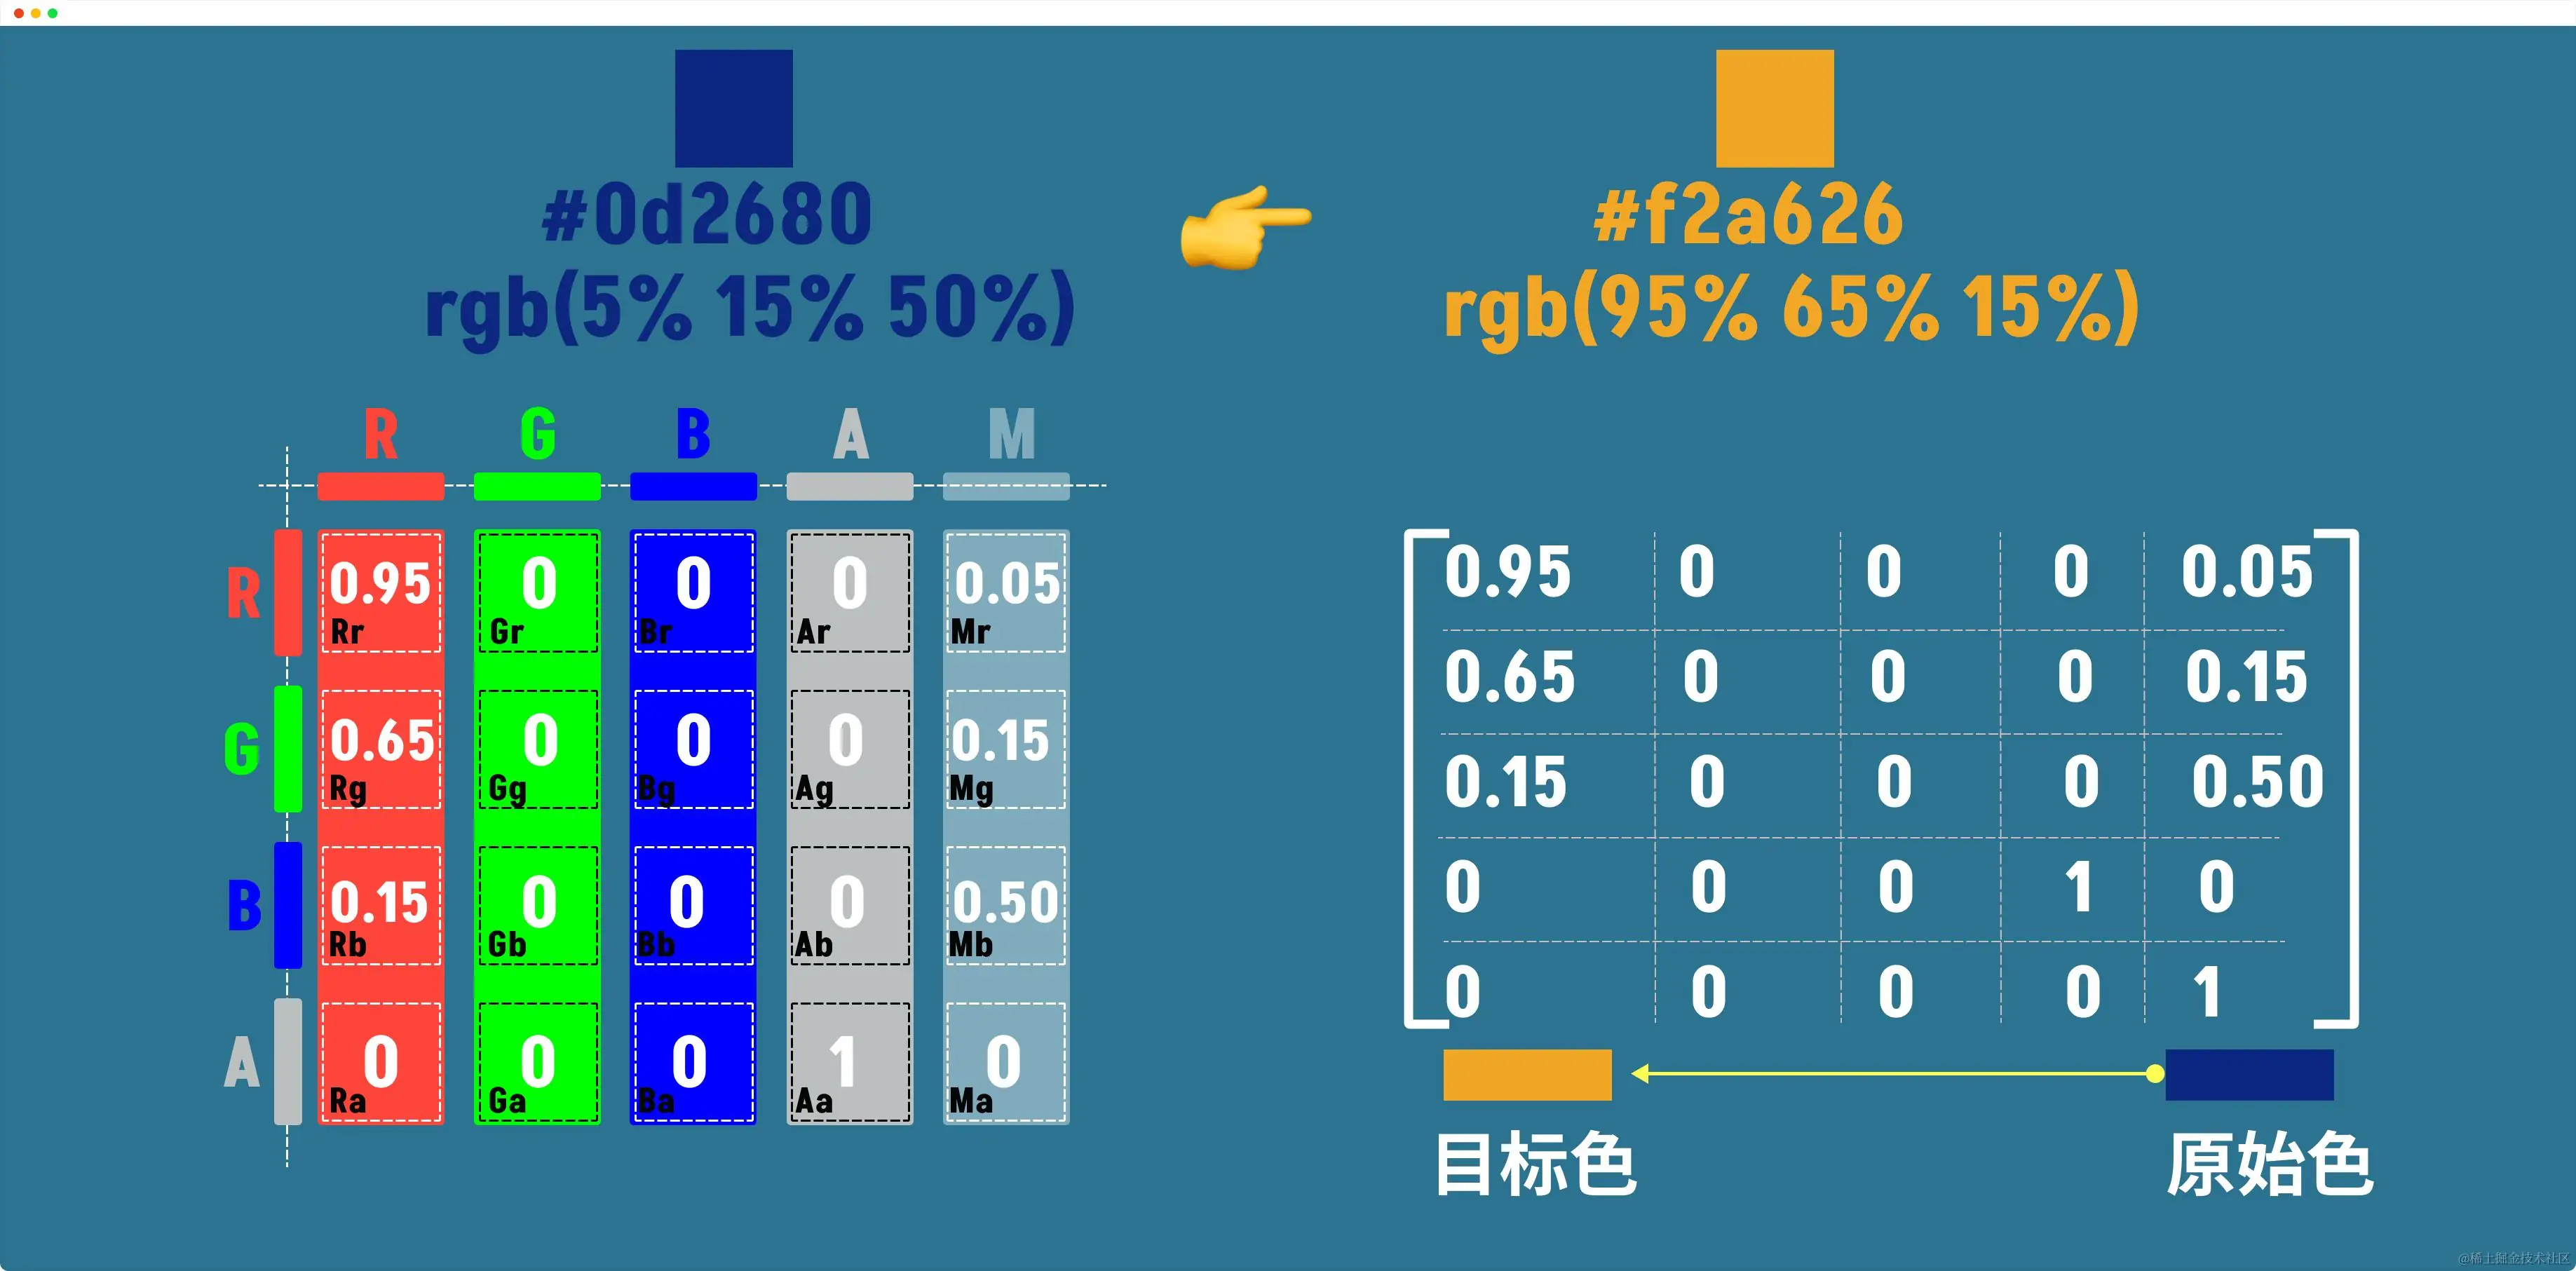 #0d2680
rgb(5% 15% 50%)
#f2a626
rgb(95% 65% 15%)
R G B A M
R 0.95 0 0 0 0.05
Rr Gr Br Ar Mr
G 0.65 0 0 0 0.15
Rg Gg Bg Ag Mg
B 0.15 0 0 0 0.50
Rb Gb Bb Ab Mb
A 0 0 0 1 0
Ra Ga Ba Aa Ma
0.95 0 0 0 0.05
0.65 0 0 0 0.15
0.15 0 0 0 0.50
0 0 0 1 0
0 0 0 0 1
目标色 原始色
@稀土掘金技术社区